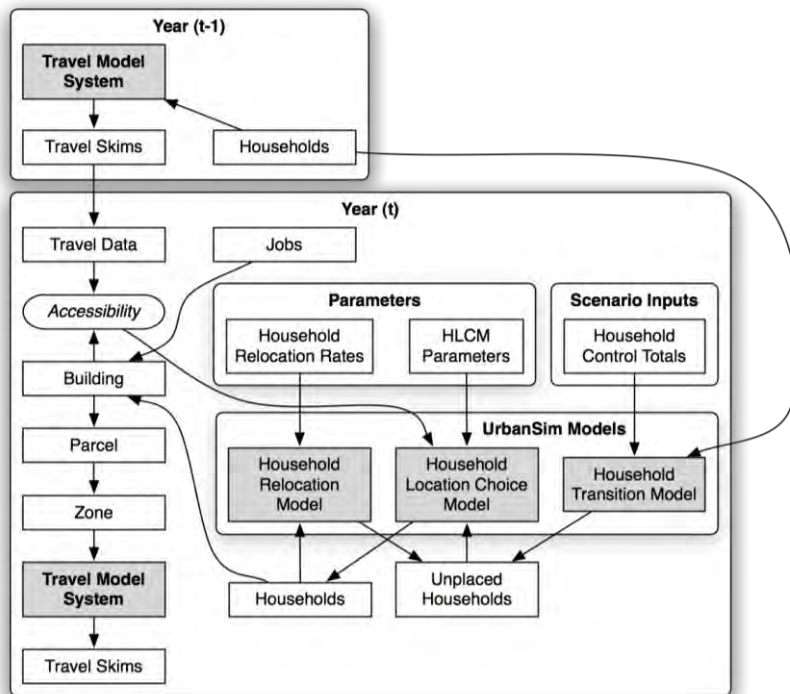 Year (t-1)
Travel Model
System
Travel Skims
Households
Year (t)
Travel Data
Jobs
Accessibility
Parameters
Scenario Inputs
Household
Relocation Rates
HLCM
Parameters
Household
Control Totals
Building
UrbanSim Models
Parcel
Household
Relocation
Model
Household
Location Choice
Model
Household
Transition Model
Zone
Travel Model
System
Households
Unplaced
Households
Travel Skims